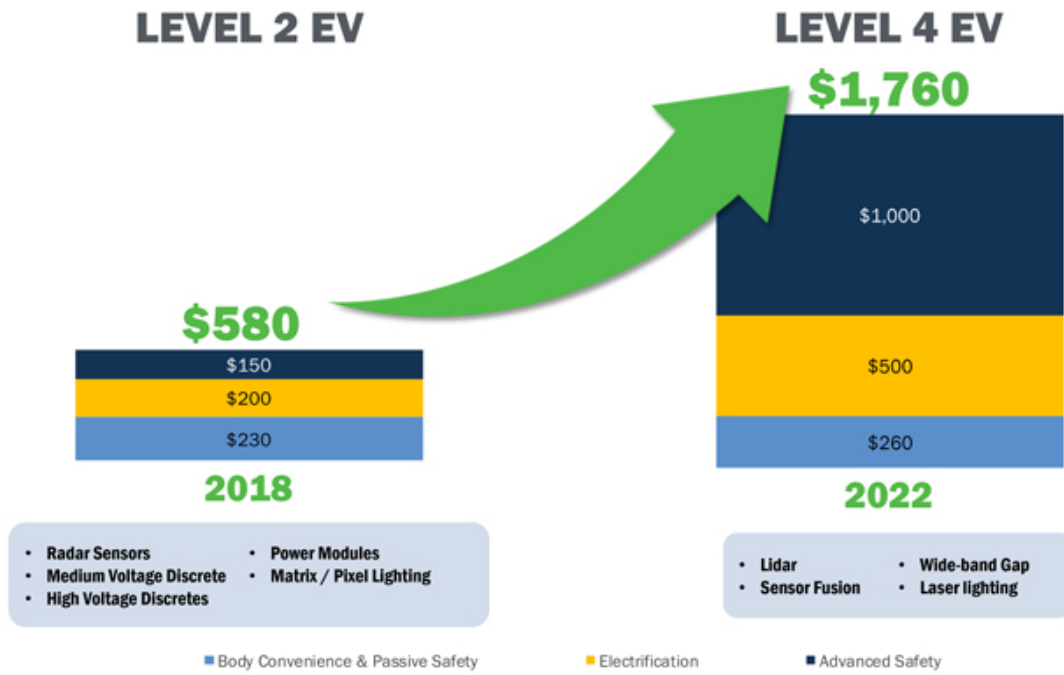 LEVEL 2 EV
LEVEL 4 EV
$580
$1,760
$150
$200
$230
$1,000
$500
$260
2018
2022
• Radar Sensors
• Medium Voltage Discrete
• High Voltage Discretes
• Power Modules
• Matrix / Pixel Lighting
• Lidar
• Sensor Fusion
• Wide-band Gap
• Laser lighting
Body Convenience & Passive Safety
Electrification
Advanced Safety